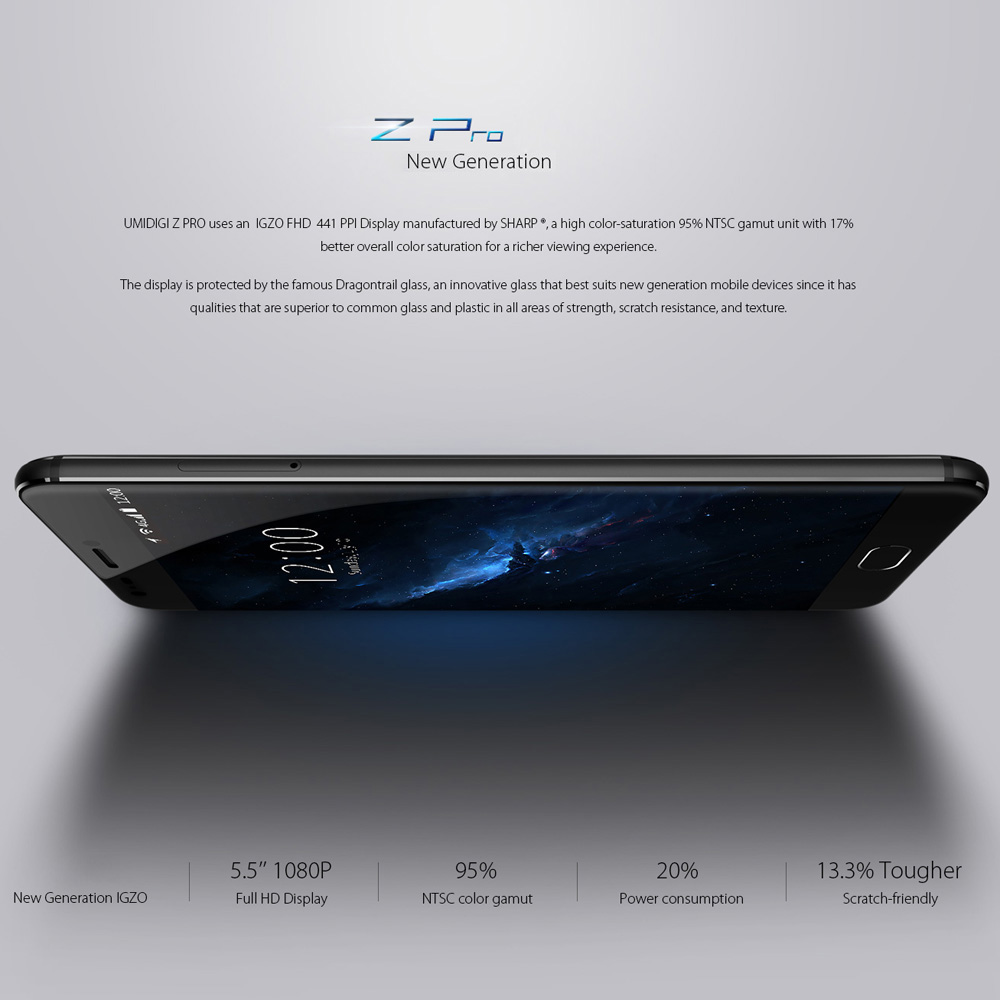 Z Pro
New Generation
UMIDIGI Z PRO uses an IGZO FHD 441 PPI Display manufactured by SHARP ®, a high color-saturation 95% NTSC gamut unit with 17%
better overall color saturation for a richer viewing experience.
The display is protected by the famous Dragontrail glass, an innovative glass that best suits new generation mobile devices since it has
qualities that are superior to common glass and plastic in all areas of strength, scratch resistance, and texture.
12:00
4G
12:00
New Generation IGZO
5.5″ 1080P
Full HD Display
95%
NTSC color gamut
20%
Power consumption
13.3% Tougher
Scratch-friendly